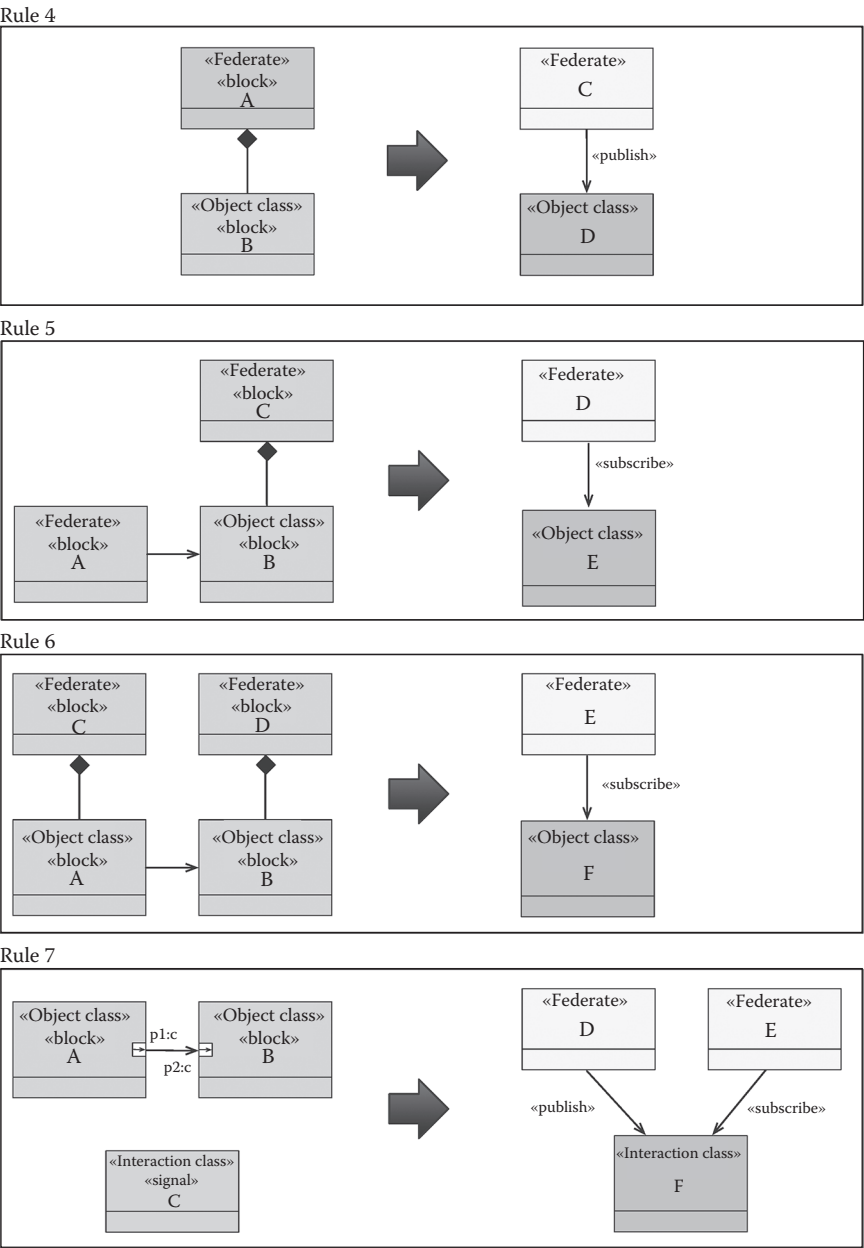 Rule 4
«Federate»
«block»
A
«Object class»
«block»
B
«Federate»
C
«publish»
«Object class»
D
Rule 5
«Federate»
«block»
C
«Federate»
«block»
A
«Object class»
«block»
B
«Federate»
D
«subscribe»
«Object class»
E
Rule 6
«Federate»
«block»
C
«Federate»
«block»
D
«Object class»
«block»
A
«Object class»
«block»
B
«Federate»
E
«subscribe»
«Object class»
F
Rule 7
«Object class»
«block»
A
p1:c
p2:c
«Object class»
«block»
B
«Interaction class»
«signal»
C
«Federate»
D
«Federate»
E
«publish»
«subscribe»
«Interaction class»
F